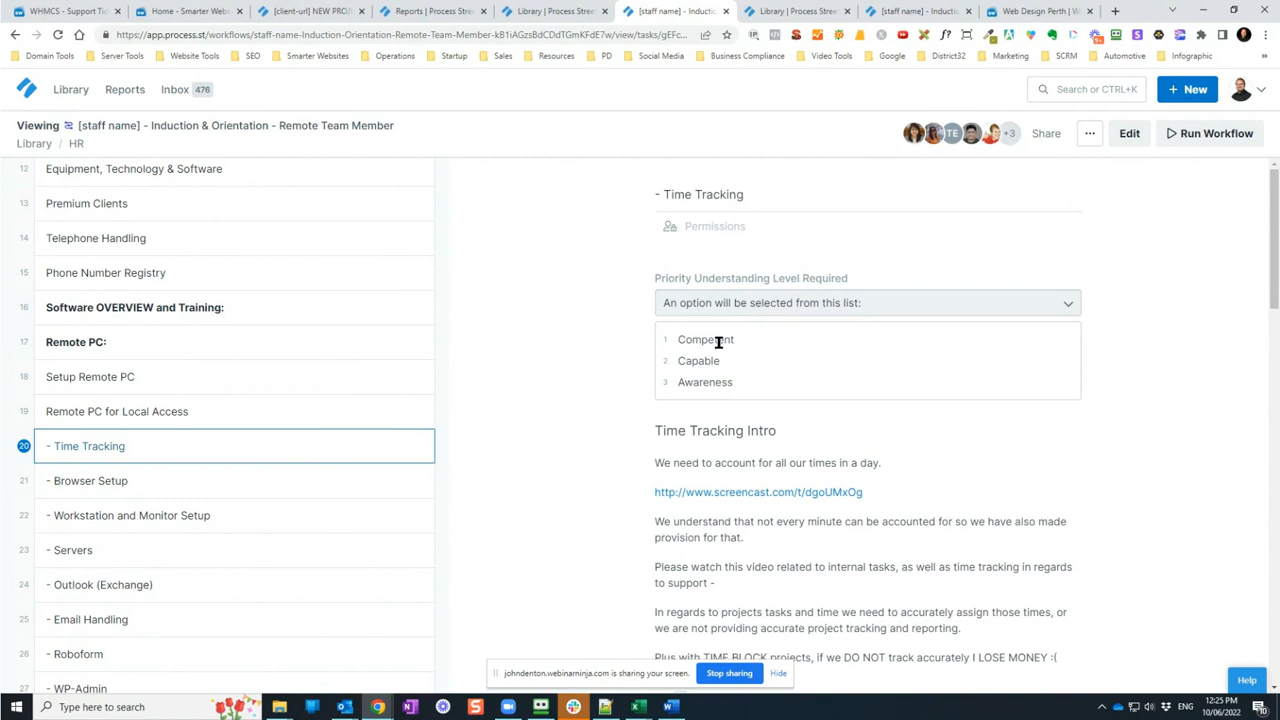 WHMCS - Support Tic
Home - Smarter Web
[client-url] NEW PROJ
Reports | Process Stre
Library | Process Stre
[staff name] - Inductio
Library | Process Stre
[staff name] - Inductio
Web Design Perth | W
https://app.process.st/workflows/staff-name-Induction-Orientation-Remote-Team-Member-kB1iAGzsBdCDdTGmKFdE7w/view/tasks/gEFc
Domain Tools
Server Tools
Website Tools
SEO
Smarter Websites
Operations
Startup
Sales
Resources
PD
Social Media
Business Compliance
Video Tools
Google
District32
Marketing
SCRM
Automotive
Infographic
Library
Reports
Inbox 476
Search or CTRL+K
+ New
Viewing [staff name] - Induction & Orientation - Remote Team Member
Library / HR
TE
+3
Share
...
Edit
Run Workflow
12 Equipment, Technology & Software
13 Premium Clients
14 Telephone Handling
15 Phone Number Registry
16 Software OVERVIEW and Training:
17 Remote PC:
18 Setup Remote PC
19 Remote PC for Local Access
20 - Time Tracking
21 - Browser Setup
22 - Workstation and Monitor Setup
23 - Servers
24 - Outlook (Exchange)
25 - Email Handling
26 - Roboform
27 - WP-Admin
- Time Tracking
Permissions
Priority Understanding Level Required
An option will be selected from this list:
1 Competent
2 Capable
3 Awareness
Time Tracking Intro
We need to account for all our times in a day.
http://www.screencast.com/t/dgoUMxOg
We understand that not every minute can be accounted for so we have also made
provision for that.
Please watch this video related to internal tasks, as well as time tracking in regards
to support -
In regards to projects tasks and time we need to accurately assign those times, or
we are not providing accurate project tracking and reporting.
Plus with TIME BLOCK projects, if we DO NOT track accurately I LOSE MONEY :(
johndenton.webinarninja.com is sharing your screen.
Stop sharing
Hide
Help
Type here to search
12:25 PM
10/06/2022